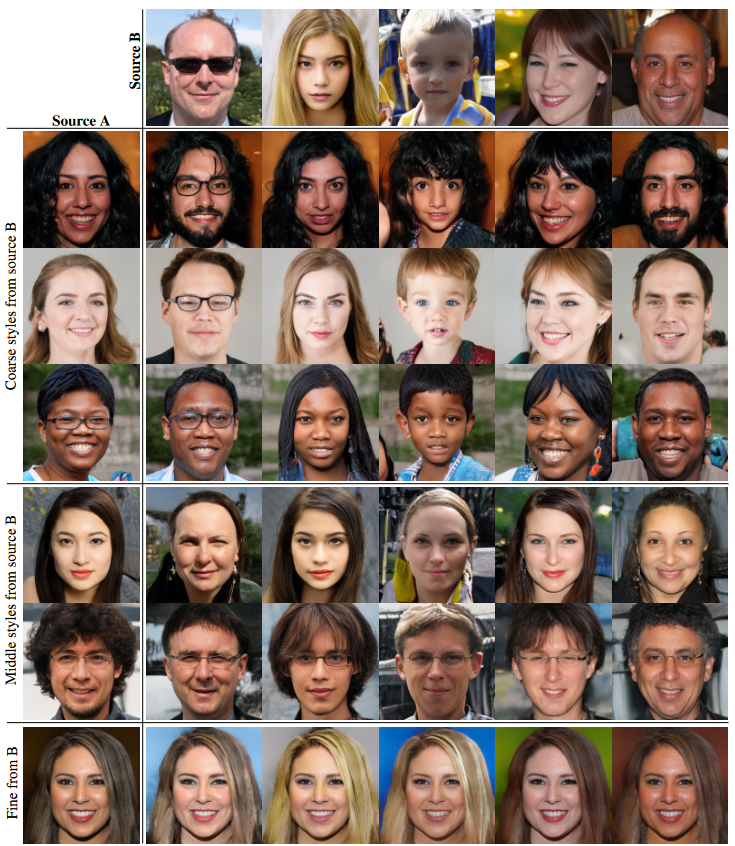 Source B
Source A
Coarse styles from source B
Middle styles from source B
Fine from B